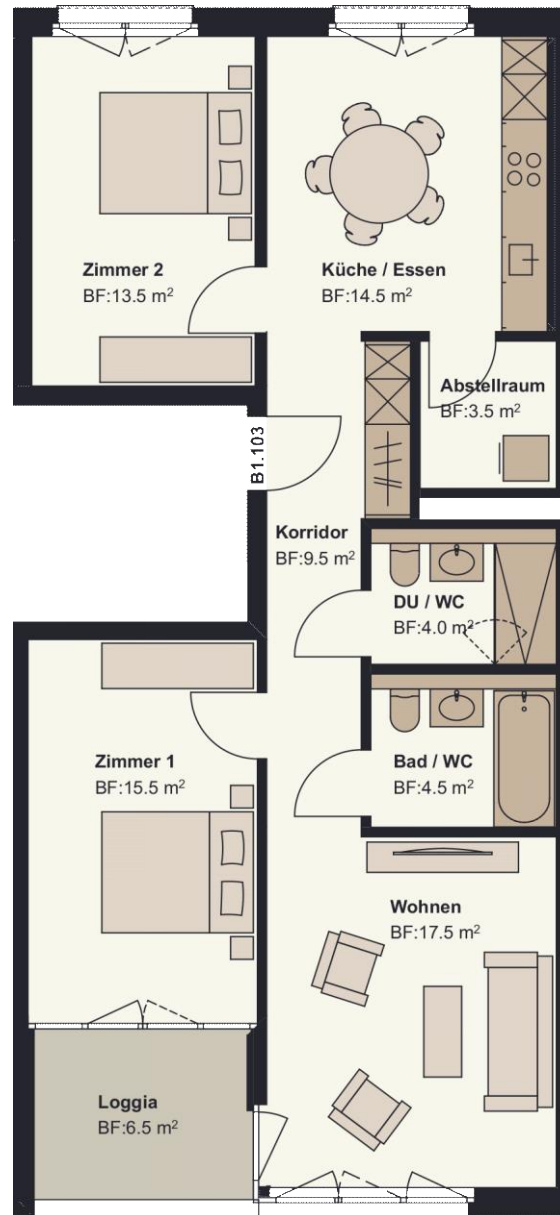 Zimmer 2
BF:13.5 m²
Küche / Essen
BF:14.5 m²
Abstellraum
BF:3.5 m²
B1.103
Korridor
BF:9.5 m²
DU / WC
BF:4.0 m²
Zimmer 1
BF:15.5 m²
Bad / WC
BF:4.5 m²
Wohnen
BF:17.5 m²
Loggia
BF:6.5 m²